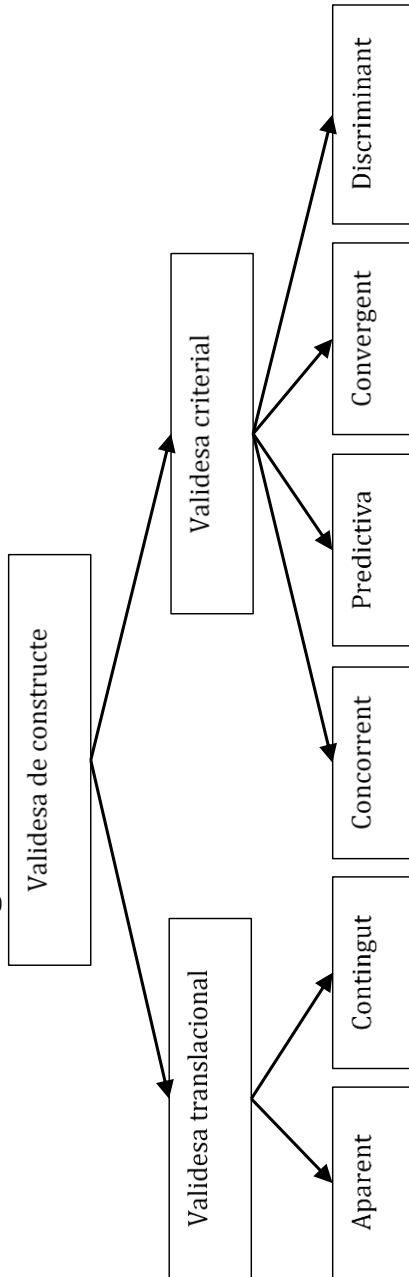 Validesa de constructe
Validesa translacional
Validesa criterial
Aparent
Contingut
Concorrent
Predictiva
Convergent
Discriminant